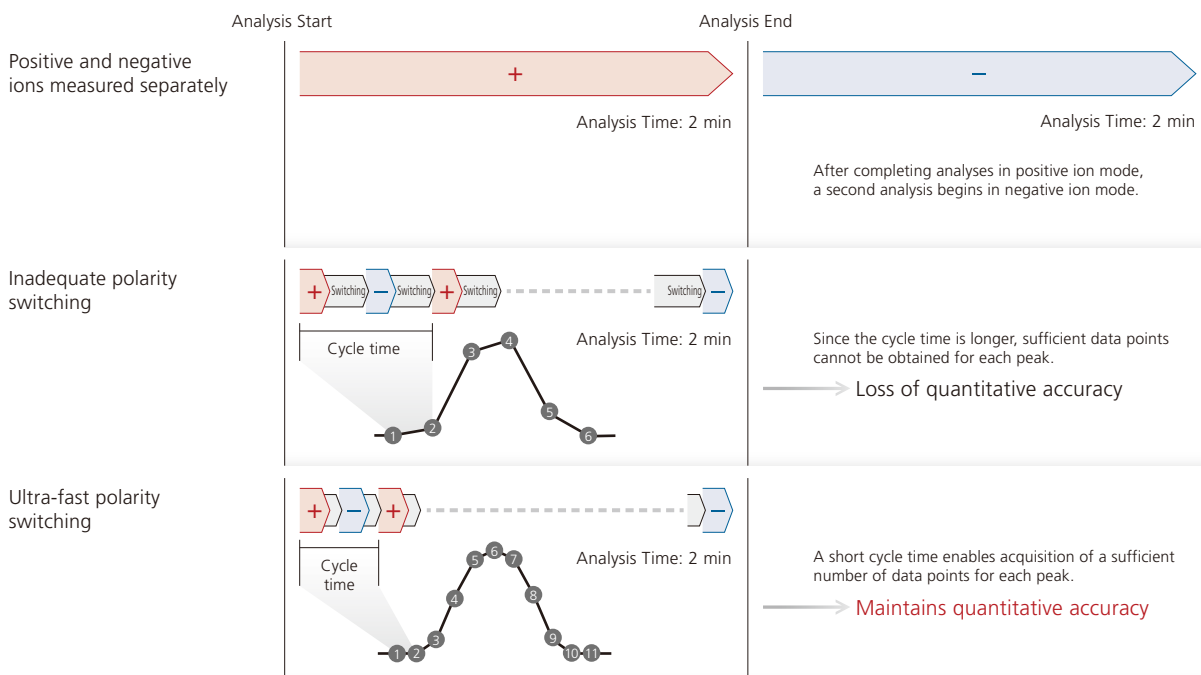 Analysis Start
Analysis End
Positive and negative
ions measured separately
+
−
Analysis Time: 2 min
Analysis Time: 2 min
After completing analyses in positive ion mode,
a second analysis begins in negative ion mode.
Inadequate polarity
switching
+ Switching − Switching + Switching
Switching −
Cycle time
Analysis Time: 2 min
1 2 3 4 5 6
Since the cycle time is longer, sufficient data points
cannot be obtained for each peak.
Loss of quantitative accuracy
Ultra-fast polarity
switching
+ − +
−
Cycle
time
Analysis Time: 2 min
1 2 3 4 5 6 7 8 9 10 11
A short cycle time enables acquisition of a sufficient
number of data points for each peak.
Maintains quantitative accuracy